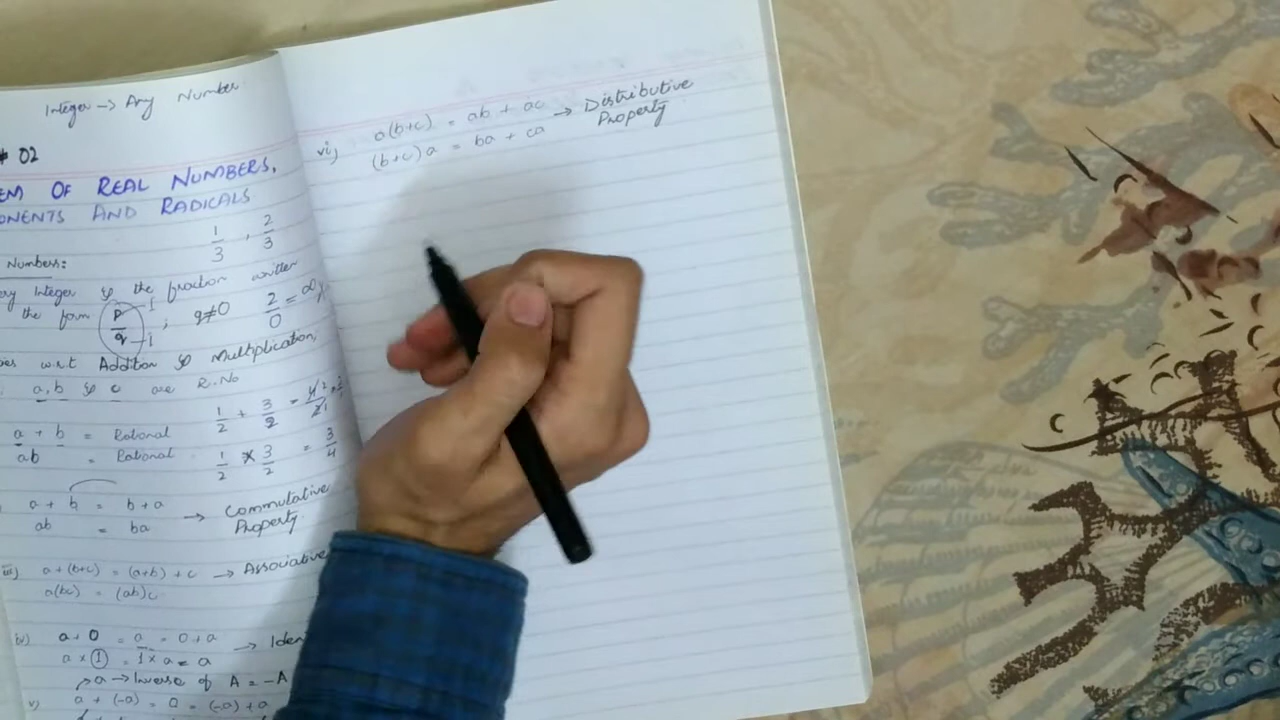 Integer → Any Number
# 02
EM OF REAL NUMBERS,
ONENTS AND RADICALS
1/3 , 2/3
Numbers:
ery Integer & the fraction written
the form p/q ; q≠0 2/0 = ∞
ies w.r.t Addition & Multiplication,
a, b & c are R.No
a + b = Rational 1/2 + 3/2 =
ab = Rational 1/2 × 3/2 = 3/4
a + b = b + a → Commutative
ab = ba Property
iii) a+(b+c) = (a+b)+c → Associative
a(bc) = (ab)c
iv) a+0 = a = 0+a → Iden
a×1 = 1×a = a
a → Inverse of A = -A
v) a + (-a) = 0 = (-a)+a
vi) a(b+c) = ab + ac → Distributive
(b+c)a = ba + ca Property